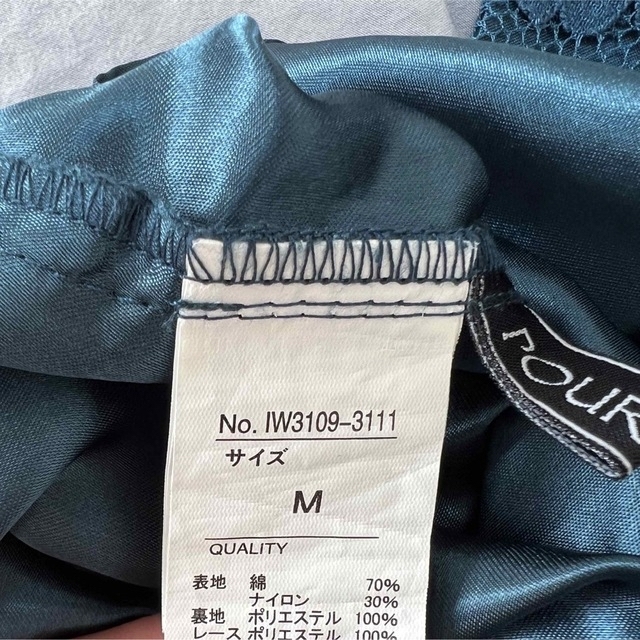 No. IW3109-3111
サイズ
M
QUALITY
表地 綿 70%
ナイロン 30%
裏地 ポリエステル 100%
レース ポリエステル 100%